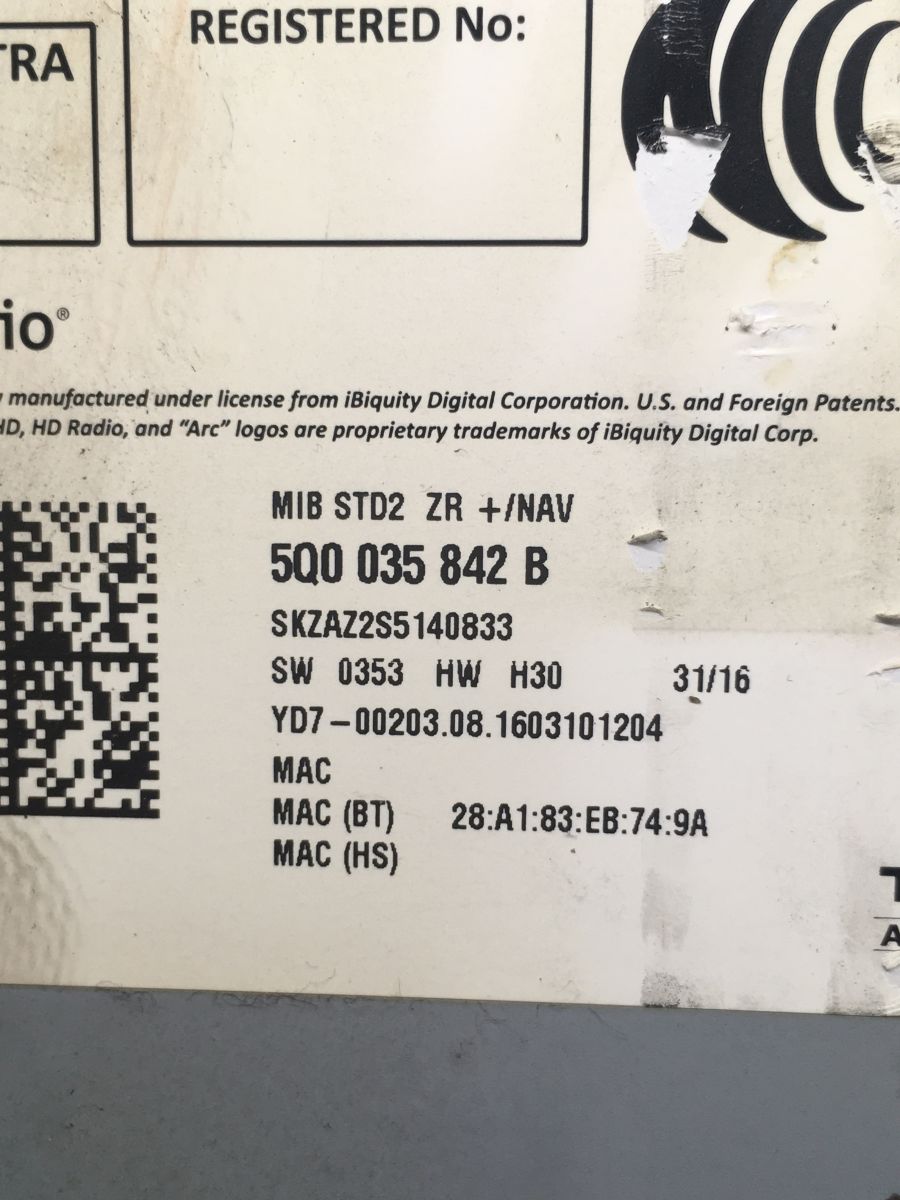 TRA
REGISTERED No:
io®
manufactured under license from iBiquity Digital Corporation. U.S. and Foreign Patents.
HD, HD Radio, and “Arc” logos are proprietary trademarks of iBiquity Digital Corp.
MIB STD2 ZR +/NAV
5Q0 035 842 B
SKZAZ2S5140833
SW 0353 HW H30 31/16
YD7-00203.08.1603101204
MAC
MAC (BT) 28:A1:83:EB:74:9A
MAC (HS)
T
A